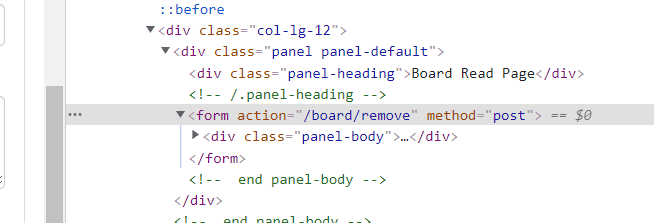 ::before
▼<div class="col-lg-12">
▼<div class="panel panel-default">
<div class="panel-heading">Board Read Page</div>
<!-- /.panel-heading -->
… ▼<form action="/board/remove" method="post"> == $0
▶<div class="panel-body">…</div>
</form>
<!--  end panel-body -->
</div>
<!--  end panel-body -->